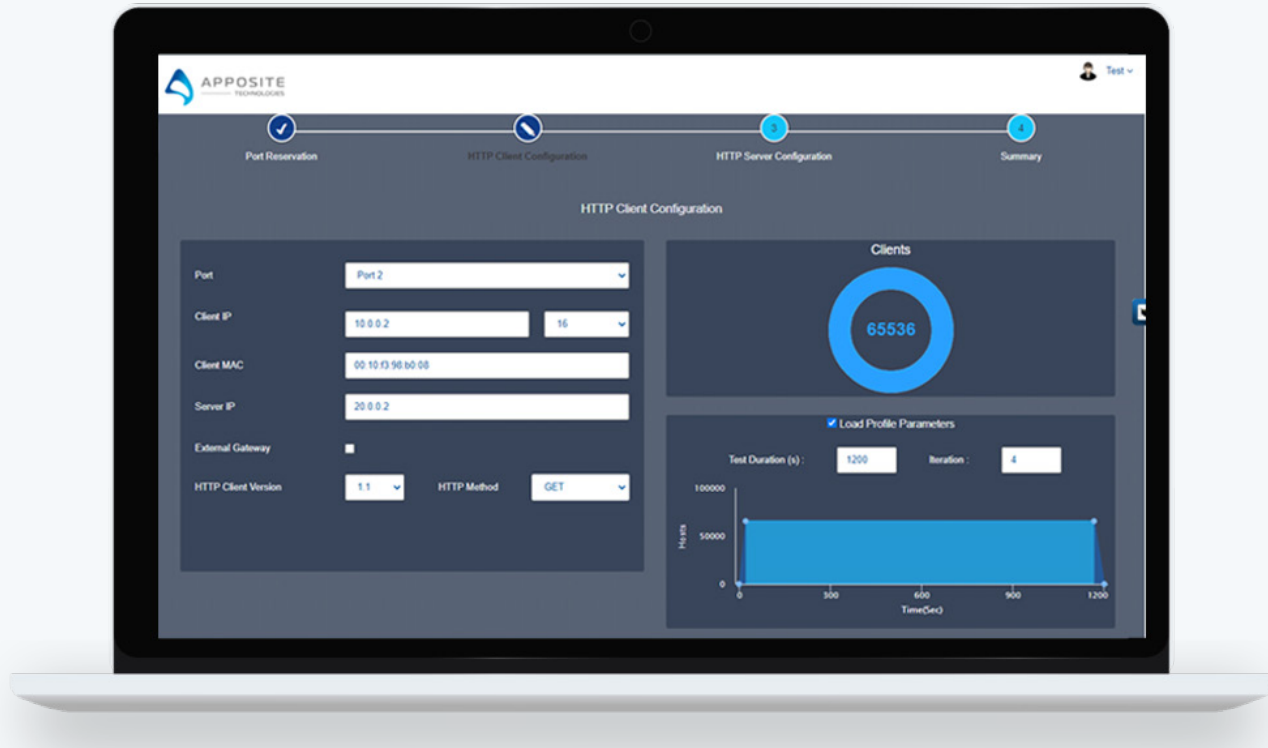 APPOSITE
TECHNOLOGIES
Test
3
4
Port Reservation
HTTP Client Configuration
HTTP Server Configuration
Summary
HTTP Client Configuration
Port
Port 2
Client IP
10.0.0.2
16
Client MAC
00:10:f3:98:b0:08
Server IP
20.0.0.2
External Gateway
HTTP Client Version
1.1
HTTP Method
GET
Clients
65536
Load Profile Parameters
Test Duration (s) :
1200
Iteration :
4
100000
50000
0
Hosts
0
300
600
900
1200
Time(Sec)